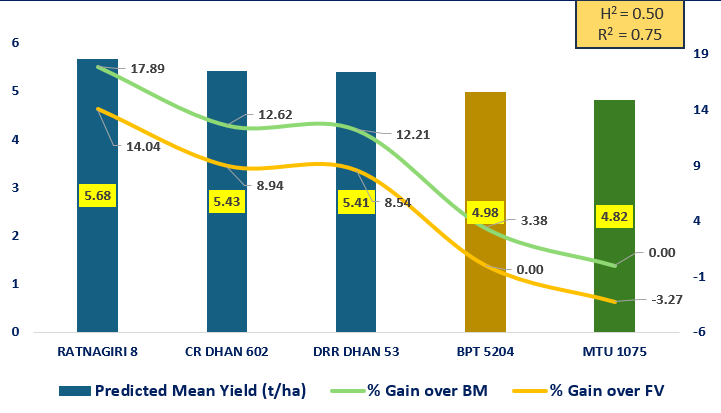 H² = 0.50
R² = 0.75
6
5
4
3
2
1
0
19
14
9
4
-1
-6
17.89
12.62
12.21
3.38
0.00
14.04
8.94
8.54
0.00
-3.27
5.68
5.43
5.41
4.98
4.82
RATNAGIRI 8
CR DHAN 602
DRR DHAN 53
BPT 5204
MTU 1075
Predicted Mean Yield (t/ha)
% Gain over BM
% Gain over FV